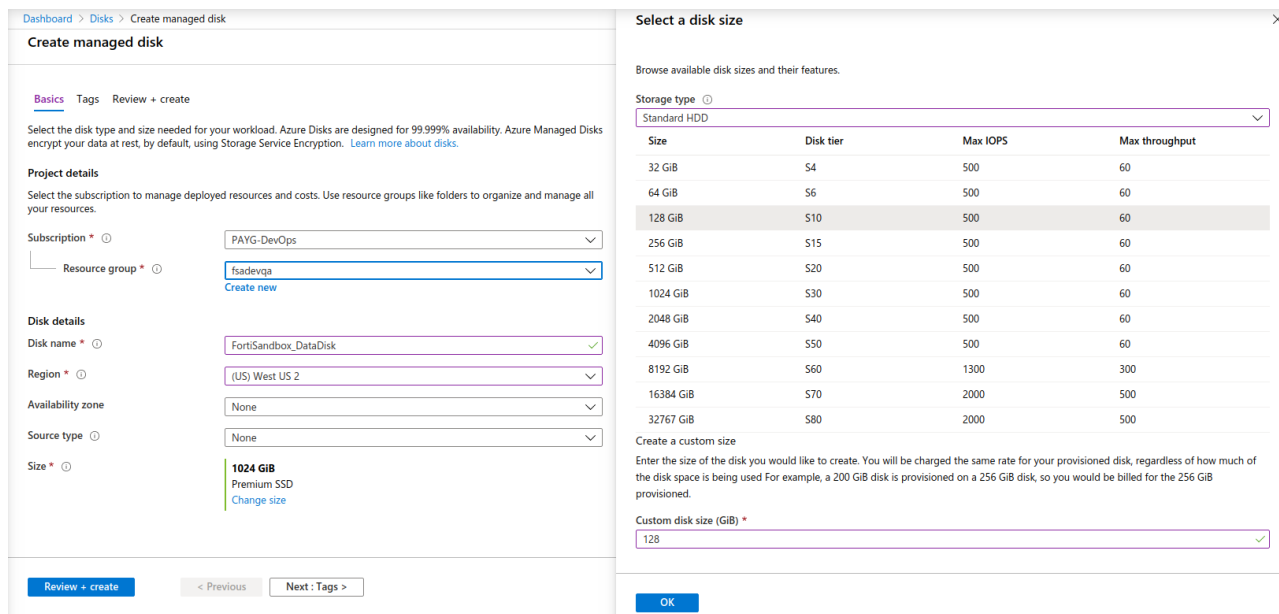 Dashboard > Disks > Create managed disk
Create managed disk
Basics Tags Review + create
Select the disk type and size needed for your workload. Azure Disks are designed for 99.999% availability. Azure Managed Disks
encrypt your data at rest, by default, using Storage Service Encryption. Learn more about disks.
Project details
Select the subscription to manage deployed resources and costs. Use resource groups like folders to organize and manage all
your resources.
Subscription *
PAYG-DevOps
Resource group *
fsadevqa
Create new
Disk details
Disk name *
FortiSandbox_DataDisk
Region *
(US) West US 2
Availability zone
None
Source type
None
Size *
1024 GiB
Premium SSD
Change size
Review + create
< Previous
Next : Tags >
Select a disk size
Browse available disk sizes and their features.
Storage type
Standard HDD
Size Disk tier Max IOPS Max throughput
32 GiB S4 500 60
64 GiB S6 500 60
128 GiB S10 500 60
256 GiB S15 500 60
512 GiB S20 500 60
1024 GiB S30 500 60
2048 GiB S40 500 60
4096 GiB S50 500 60
8192 GiB S60 1300 300
16384 GiB S70 2000 500
32767 GiB S80 2000 500
Create a custom size
Enter the size of the disk you would like to create. You will be charged the same rate for your provisioned disk, regardless of how much of
the disk space is being used For example, a 200 GiB disk is provisioned on a 256 GiB disk, so you would be billed for the 256 GiB
provisioned.
Custom disk size (GiB) *
128
OK